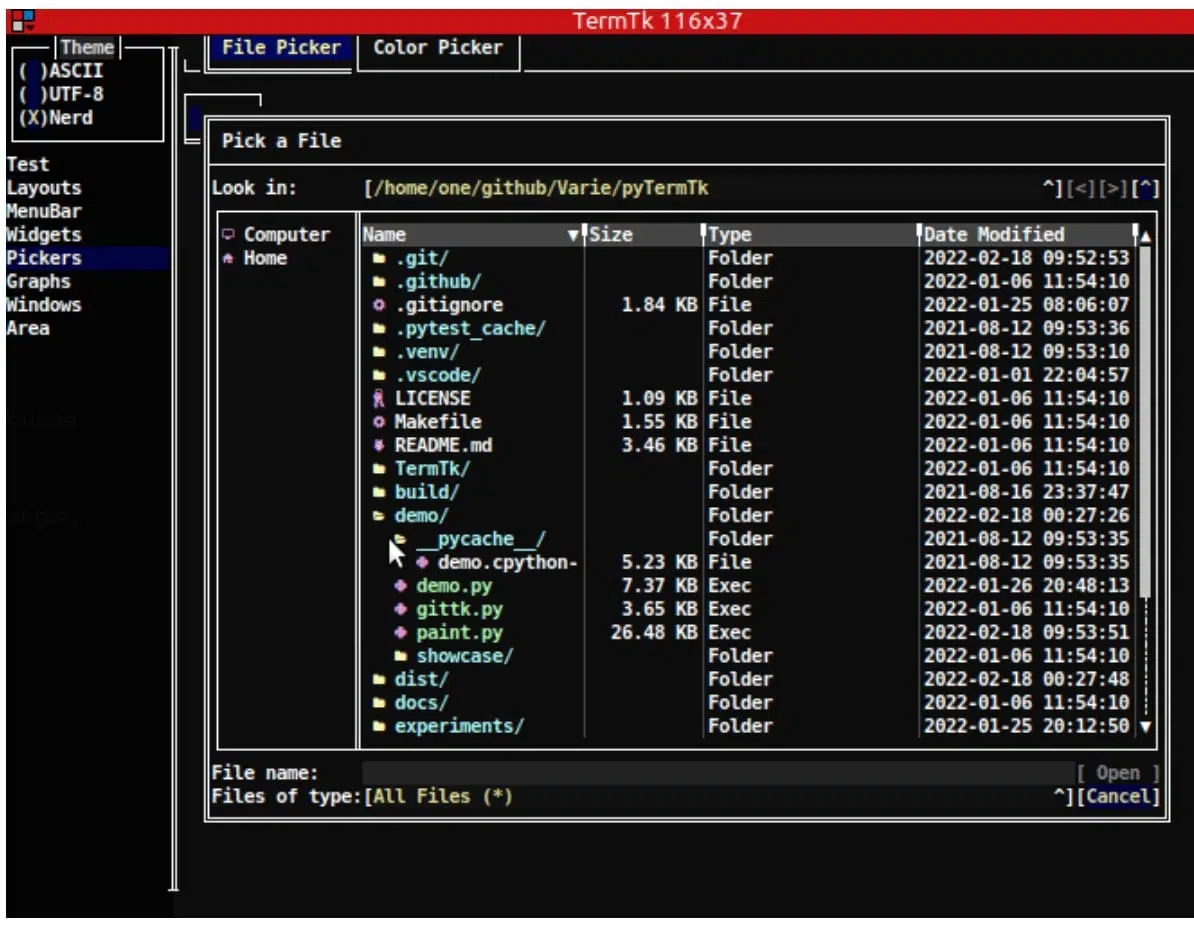 TermTk 116x37
Theme
( )ASCII
( )UTF-8
(X)Nerd
Test
Layouts
MenuBar
Widgets
Pickers
Graphs
Windows
Area
File Picker Color Picker
Pick a File
Look in: [/home/one/github/Varie/pyTermTk ^][<][>][^]
Computer
Home
Name ▼ Size Type Date Modified ▲
.git/ Folder 2022-02-18 09:52:53
.github/ Folder 2022-01-06 11:54:10
.gitignore 1.84 KB File 2022-01-25 08:06:07
.pytest_cache/ Folder 2021-08-12 09:53:36
.venv/ Folder 2021-08-12 09:53:10
.vscode/ Folder 2022-01-01 22:04:57
LICENSE 1.09 KB File 2022-01-06 11:54:10
Makefile 1.55 KB File 2022-01-06 11:54:10
README.md 3.46 KB File 2022-01-06 11:54:10
TermTk/ Folder 2022-01-06 11:54:10
build/ Folder 2021-08-16 23:37:47
demo/ Folder 2022-02-18 00:27:26
__pycache__/ Folder 2021-08-12 09:53:35
demo.cpython- 5.23 KB File 2021-08-12 09:53:35
demo.py 7.37 KB Exec 2022-01-26 20:48:13
gittk.py 3.65 KB Exec 2022-01-06 11:54:10
paint.py 26.48 KB Exec 2022-02-18 09:53:51
showcase/ Folder 2022-01-06 11:54:10
dist/ Folder 2022-02-18 00:27:48
docs/ Folder 2022-01-06 11:54:10
experiments/ Folder 2022-01-25 20:12:50 ▼
File name: [ Open ]
Files of type:[All Files (*) ^][Cancel]